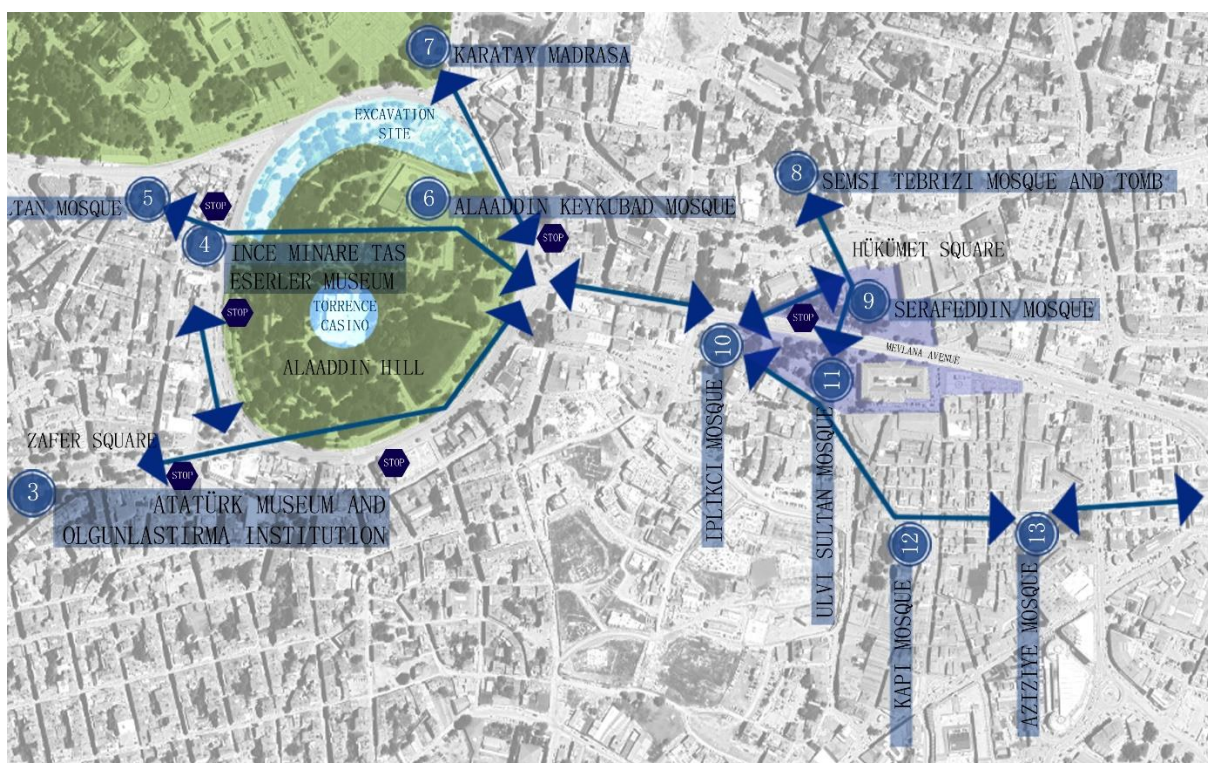 7
KARATAY MADRASA
EXCAVATION
SITE
8
SEMSI TEBRIZI MOSQUE AND TOMB
5
LTAN MOSQUE
STOP
6
ALAADDIN KEYKUBAD MOSQUE
4
INCE MINARE TAS
ESERLER MUSEUM
STOP
HÜKÜMET SQUARE
9
SERAFEDDIN MOSQUE
STOP
TORRENCE
CASINO
STOP
10
IPLIKCI MOSQUE
MEVLANA AVENUE
ALAADDIN HILL
11
ULVI SULTAN MOSQUE
ZAFER SQUARE
STOP
STOP
3
ATATÜRK MUSEUM AND
OLGUNLASTIRMA INSTITUTION
12
KAPI MOSQUE
13
AZIZIYE MOSQUE